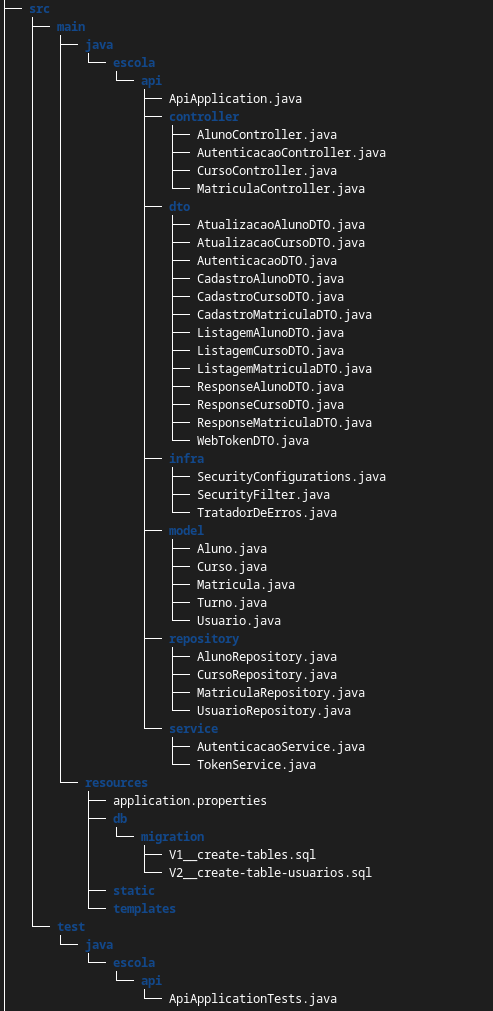 src
main
java
escola
api
ApiApplication.java
controller
AlunoController.java
AutenticacaoController.java
CursoController.java
MatriculaController.java
dto
AtualizacaoAlunoDTO.java
AtualizacaoCursoDTO.java
AutenticacaoDTO.java
CadastroAlunoDTO.java
CadastroCursoDTO.java
CadastroMatriculaDTO.java
ListagemAlunoDTO.java
ListagemCursoDTO.java
ListagemMatriculaDTO.java
ResponseAlunoDTO.java
ResponseCursoDTO.java
ResponseMatriculaDTO.java
WebTokenDTO.java
infra
SecurityConfigurations.java
SecurityFilter.java
TratadorDeErros.java
model
Aluno.java
Curso.java
Matricula.java
Turno.java
Usuario.java
repository
AlunoRepository.java
CursoRepository.java
MatriculaRepository.java
UsuarioRepository.java
service
AutenticacaoService.java
TokenService.java
resources
application.properties
db
migration
V1__create-tables.sql
V2__create-table-usuarios.sql
static
templates
test
java
escola
api
ApiApplicationTests.java